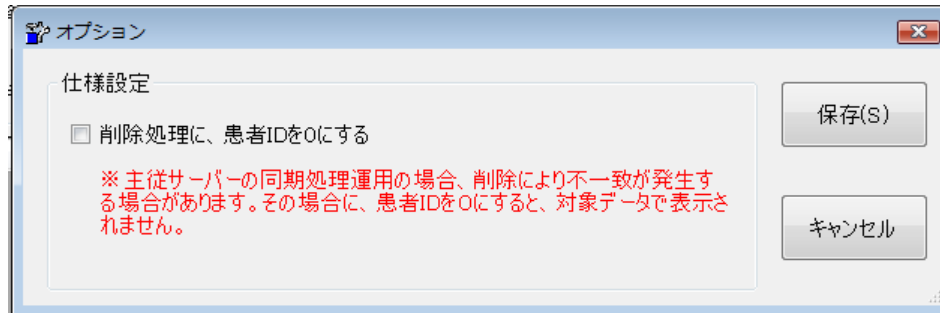 オプション
仕様設定
削除処理に、患者IDを0にする
※ 主従サーバーの同期処理運用の場合、削除により不一致が発生す
る場合があります。その場合に、患者IDを0にすると、対象データで表示さ
れません。
保存(S)
キャンセル